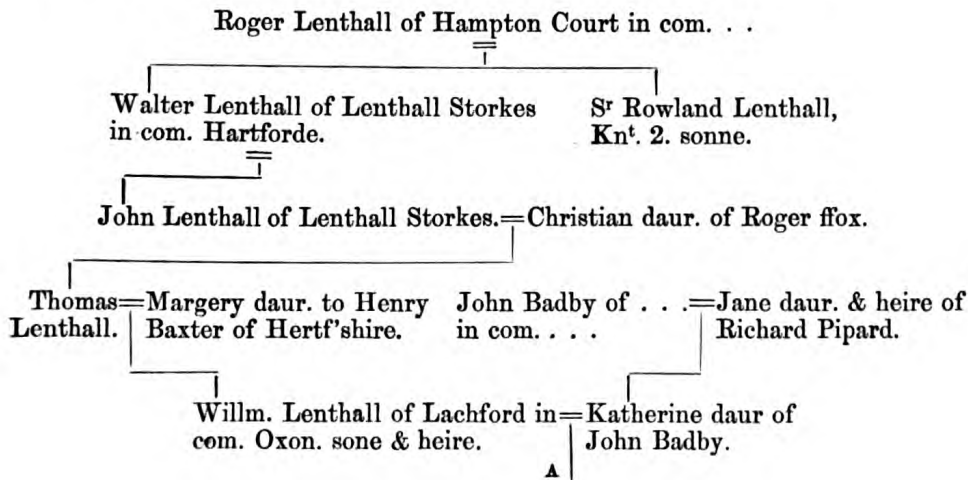 Roger Lenthall of Hampton Court in com. . .
Walter Lenthall of Lenthall Storkes
in com. Hartforde.
Sʳ Rowland Lenthall,
Knᵗ. 2. sonne.
John Lenthall of Lenthall Storkes.=Christian daur. of Roger ffox.
Thomas=Margery daur. to Henry
Lenthall. Baxter of Hertf'shire.
John Badby of . . .=Jane daur. & heire of
in com. . . . Richard Pipard.
Willm. Lenthall of Lachford in=Katherine daur of
com. Oxon. sone & heire. John Badby.
A